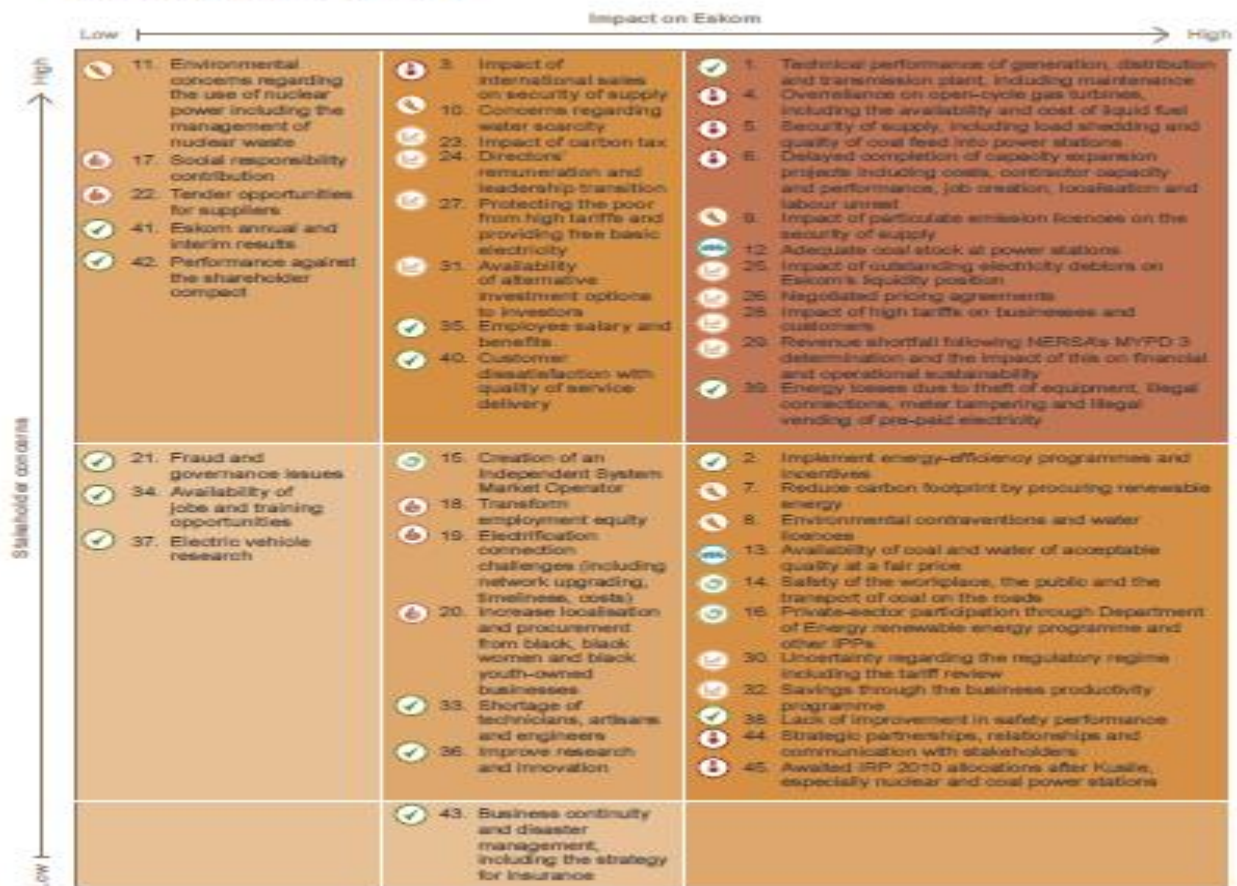 Impact on Eskom
Low
High
High
Stakeholder concerns
Low
11. Environmental
concerns regarding
the use of nuclear
power including the
management of
nuclear waste
17. Social responsibility
contribution
22. Tender opportunities
for suppliers
41. Eskom annual and
interim results
42. Performance against
the shareholder
compact
3. Impact of
international sales
on security of supply
10. Concerns regarding
water scarcity
23. Impact of carbon tax
24. Directors'
remuneration and
leadership transition
27. Protecting the poor
from high tariffs and
providing free basic
electricity
31. Availability
of alternative
investment options
to investors
35. Employee salary and
benefits
40. Customer
dissatisfaction with
quality of service
delivery
1. Technical performance of generation, distribution
and transmission plant, including maintenance
4. Overreliance on open-cycle gas turbines,
including the availability and cost of liquid fuel
5. Security of supply, including load shedding and
quality of coal feed into power stations
6. Delayed completion of capacity expansion
projects including costs, contractor capacity
and performance, job creation, localisation and
labour unrest
9. Impact of particulate emission licences on the
security of supply
12. Adequate coal stock at power stations
25. Impact of outstanding electricity debtors on
Eskom's liquidity position
26. Negotiated pricing agreements
28. Impact of high tariffs on businesses and
customers
29. Revenue shortfall following NERSA's MYPD 3
determination and the impact of this on financial
and operational sustainability
39. Energy losses due to theft of equipment, illegal
connections, meter tampering and illegal
vending of pre-paid electricity
21. Fraud and
governance issues
34. Availability of
jobs and training
opportunities
37. Electric vehicle
research
15. Creation of an
Independent System
Market Operator
18. Transform
employment equity
19. Electrification
connection
challenges (including
network upgrading,
timeliness, costs)
20. Increase localisation
and procurement
from black, black
women and black
youth-owned
businesses
33. Shortage of
technicians, artisans
and engineers
36. Improve research
and innovation
2. Implement energy-efficiency programmes and
incentives
7. Reduce carbon footprint by procuring renewable
energy
8. Environmental contraventions and water
licences
13. Availability of coal and water of acceptable
quality at a fair price
14. Safety of the workplace, the public and the
transport of coal on the roads
16. Private-sector participation through Department
of Energy renewable energy programme and
other IPPs
30. Uncertainty regarding the regulatory regime
including the tariff review
32. Savings through the business productivity
programme
38. Lack of improvement in safety performance
44. Strategic partnerships, relationships and
communication with stakeholders
45. Awaited IRP 2010 allocations after Kusile,
especially nuclear and coal power stations
43. Business continuity
and disaster
management,
including the strategy
for insurance